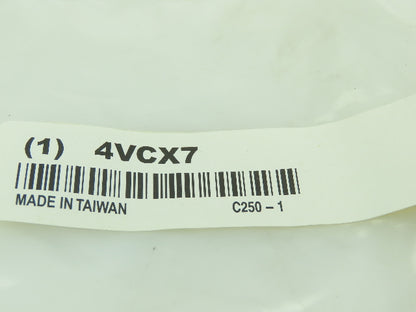 (1) 4VCX7
MADE IN TAIWAN C250 – 1